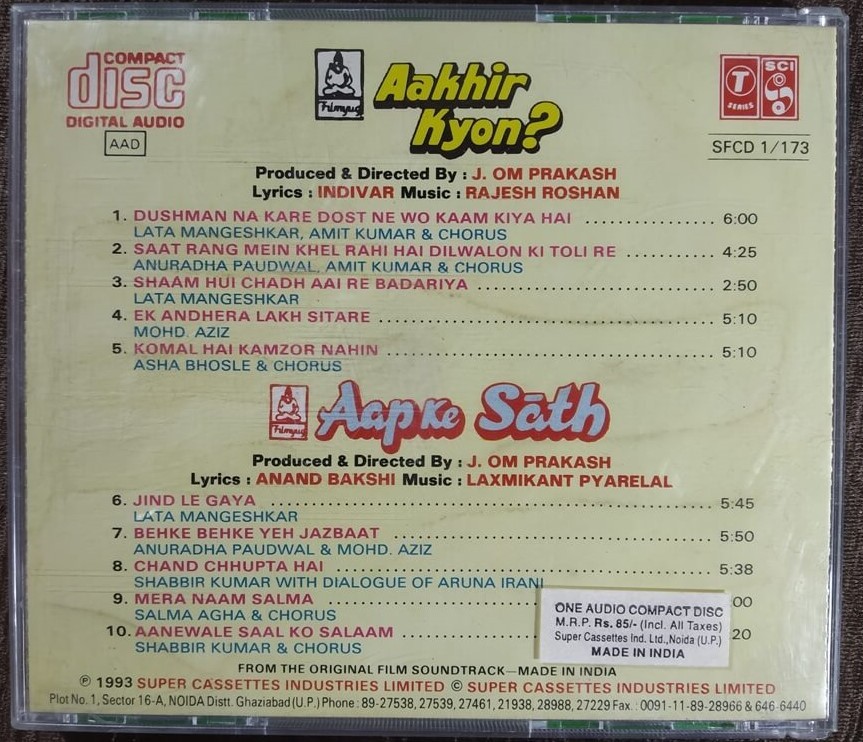 COMPACT
disc
DIGITAL AUDIO
AAD
Filmyug
Aakhir
Kyon?
T
SERIES
SCI
SFCD 1/173
Produced & Directed By : J. OM PRAKASH
Lyrics : INDIVAR Music : RAJESH ROSHAN
1. DUSHMAN NA KARE DOST NE WO KAAM KIYA HAI ............... 6:00
LATA MANGESHKAR, AMIT KUMAR & CHORUS
2. SAAT RANG MEIN KHEL RAHI HAI DILWALON KI TOLI RE .......... 4:25
ANURADHA PAUDWAL, AMIT KUMAR & CHORUS
3. SHAAM HUI CHADH AAI RE BADARIYA ............................ 2:50
LATA MANGESHKAR
4. EK ANDHERA LAKH SITARE ....................................... 5:10
MOHD. AZIZ
5. KOMAL HAI KAMZOR NAHIN ...................................... 5:10
ASHA BHOSLE & CHORUS
Filmyug
Aap Ke Sāth
Produced & Directed By : J. OM PRAKASH
Lyrics : ANAND BAKSHI Music : LAXMIKANT PYARELAL
6. JIND LE GAYA .................................................. 5:45
LATA MANGESHKAR
7. BEHKE BEHKE YEH JAZBAAT ..................................... 5:50
ANURADHA PAUDWAL & MOHD. AZIZ
8. CHAND CHHUPTA HAI ............................................ 5:38
SHABBIR KUMAR WITH DIALOGUE OF ARUNA IRANI
9. MERA NAAM SALMA ......................... :00
SALMA AGHA & CHORUS
10. AANEWALE SAAL KO SALAAM ................. 20
SHABBIR KUMAR & CHORUS
ONE AUDIO COMPACT DISC
M.R.P. Rs. 85/- (Incl. All Taxes)
Super Cassettes Ind. Ltd., Noida (U.P.)
MADE IN INDIA
FROM THE ORIGINAL FILM SOUNDTRACK—MADE IN INDIA
℗ 1993 SUPER CASSETTES INDUSTRIES LIMITED © SUPER CASSETTES INDUSTRIES LIMITED
Plot No. 1, Sector 16-A, NOIDA Distt. Ghaziabad (U.P.) Phone : 89-27538, 27539, 27461, 21938, 28988, 27229 Fax. : 0091-11-89-28966 & 646-6440